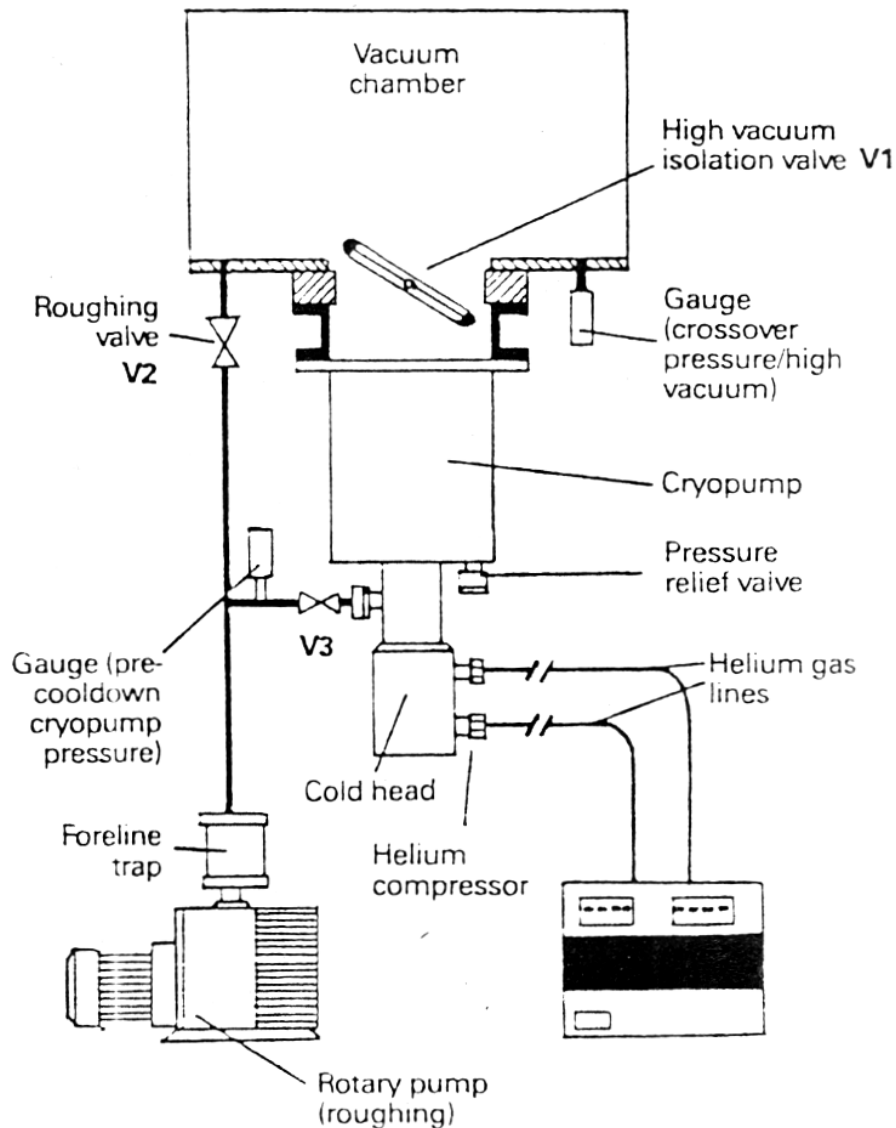 Vacuum
chamber
High vacuum
isolation valve V1
Roughing
valve
V2
Gauge
(crossover
pressure/high
vacuum)
Cryopump
Pressure
relief valve
V3
Gauge (pre-
cooldown
cryopump
pressure)
Helium gas
lines
Cold head
Foreline
trap
Helium
compressor
Rotary pump
(roughing)